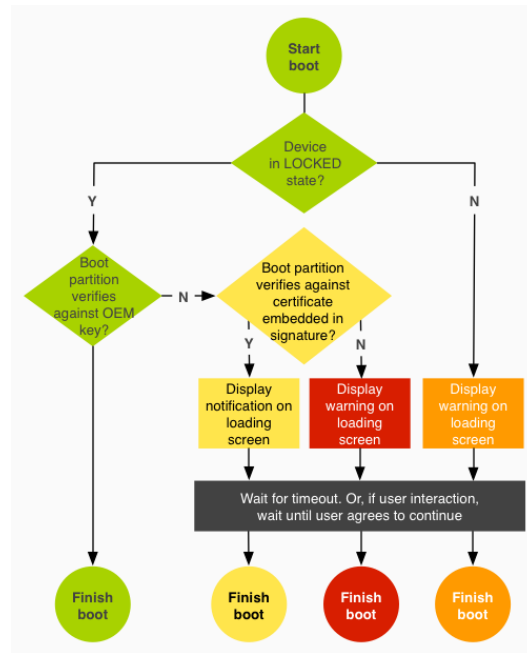 Start
boot
Device
in LOCKED
state?
Y
N
Boot
partition
verifies
against OEM
key?
N
Boot partition
verifies against
certificate
embedded in
signature?
Y
N
Display
notification on
loading
screen
Display
warning on
loading
screen
Display
warning on
loading
screen
Wait for timeout. Or, if user interaction,
wait until user agrees to continue
Finish
boot
Finish
boot
Finish
boot
Finish
boot